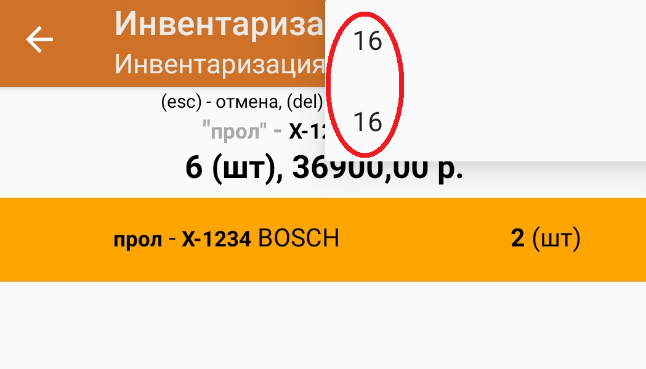 Инвентариза
Инвентаризация
16
16
(esc) - отмена, (del)
"прол" - X-12
6 (шт), 36900,00 р.
прол - X-1234 BOSCH 2 (шт)